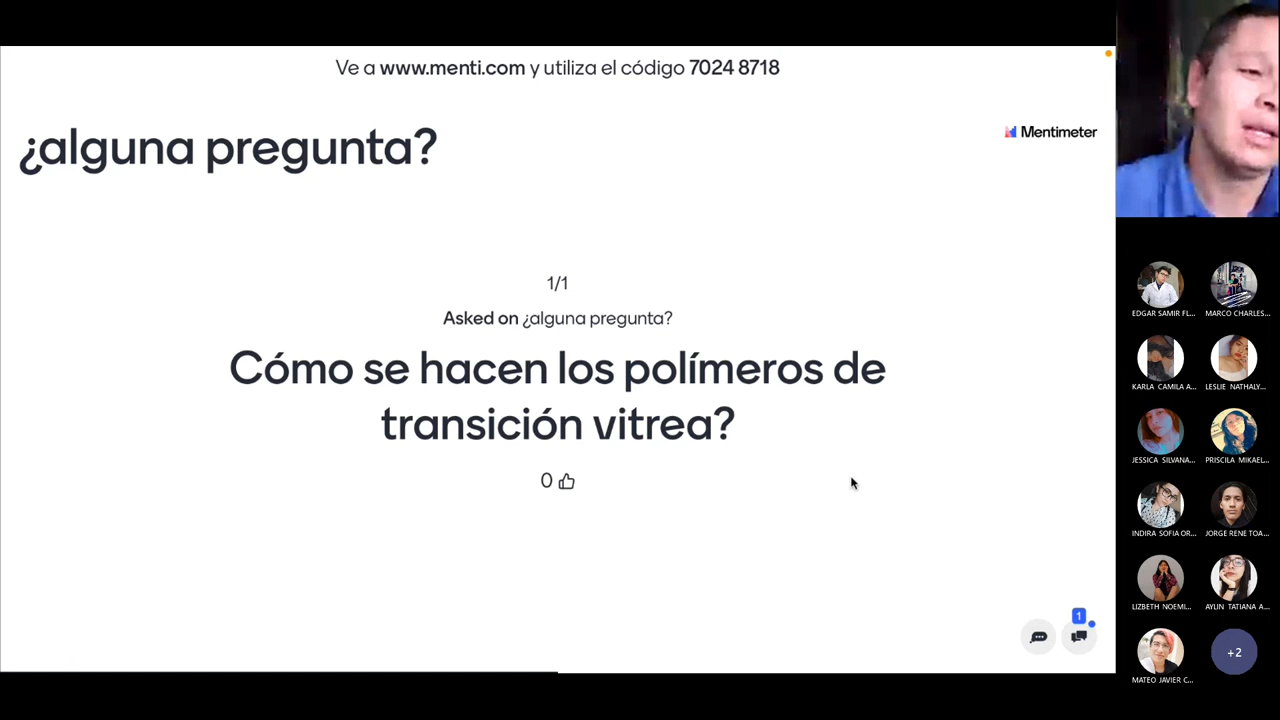 Ve a www.menti.com y utiliza el código 7024 8718
¿alguna pregunta?
Mentimeter
1/1
Asked on ¿alguna pregunta?
Cómo se hacen los polímeros de
transición vitrea?
0
1
EDGAR SAMIR FL...
MARCO CHARLES...
KARLA CAMILA A...
LESLIE NATHALY...
JESSICA SILVANA...
PRISCILA MIKAEL...
INDIRA SOFIA OR...
JORGE RENE TOA...
LIZBETH NOEMI...
AYLIN TATIANA A...
MATEO JAVIER C...
+2